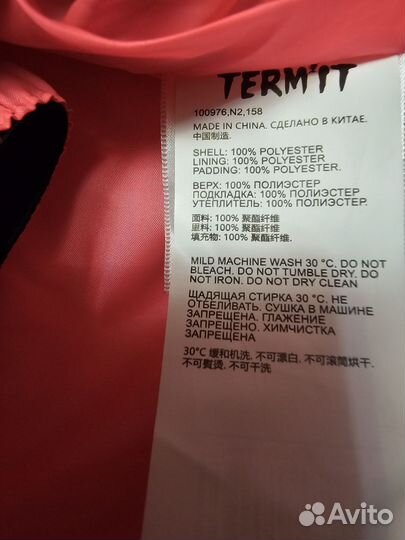 TERM'IT
100976,N2,158
MADE IN CHINA. СДЕЛАНО В КИТАЕ.
中国制造.
SHELL: 100% POLYESTER
LINING: 100% POLYESTER
PADDING: 100% POLYESTER.
ВЕРХ: 100% ПОЛИЭСТЕР
ПОДКЛАДКА: 100% ПОЛИЭСТЕР
УТЕПЛИТЕЛЬ: 100% ПОЛИЭСТЕР.
面料: 100% 聚酯纤维
里料: 100% 聚酯纤维
填充物: 100% 聚酯纤维
MILD MACHINE WASH 30 °C. DO NOT
BLEACH. DO NOT TUMBLE DRY. DO
NOT IRON. DO NOT DRY CLEAN
ЩАДЯЩАЯ СТИРКА 30 °C. НЕ
ОТБЕЛИВАТЬ. СУШКА В МАШИНЕ
ЗАПРЕЩЕНА. ГЛАЖЕНИЕ
ЗАПРЕЩЕНО. ХИМЧИСТКА
ЗАПРЕЩЕНА
30°C 缓和机洗, 不可漂白, 不可滚筒烘干,
不可熨烫, 不可干洗
Avito